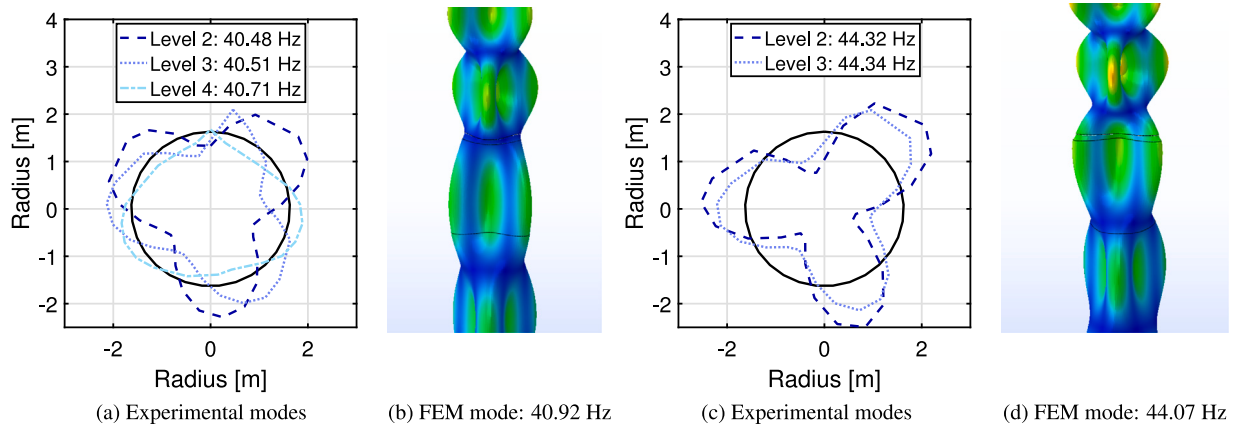 Radius [m]
4
3
2
1
0
-1
-2
Level 2: 40.48 Hz
Level 3: 40.51 Hz
Level 4: 40.71 Hz
-2
0
2
Radius [m]
(a) Experimental modes
(b) FEM mode: 40.92 Hz
Radius [m]
4
3
2
1
0
-1
-2
Level 2: 44.32 Hz
Level 3: 44.34 Hz
-2
0
2
Radius [m]
(c) Experimental modes
(d) FEM mode: 44.07 Hz